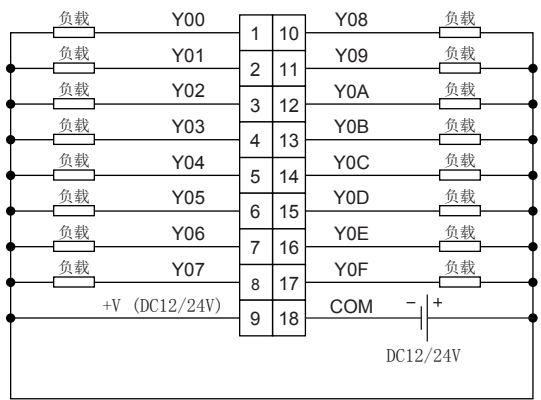 负载 Y00 1 10 Y08 负载
负载 Y01 2 11 Y09 负载
负载 Y02 3 12 Y0A 负载
负载 Y03 4 13 Y0B 负载
负载 Y04 5 14 Y0C 负载
负载 Y05 6 15 Y0D 负载
负载 Y06 7 16 Y0E 负载
负载 Y07 8 17 Y0F 负载
+V (DC12/24V) 9 18 COM − +
DC12/24V